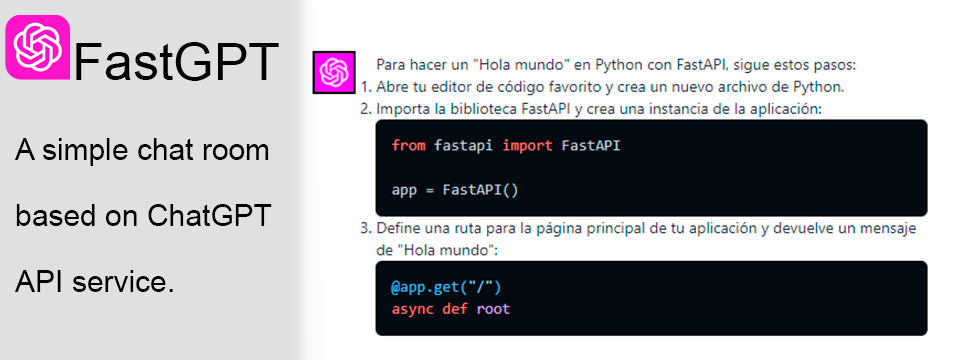 FastGPT
A simple chat room
based on ChatGPT
API service.
Para hacer un "Hola mundo" en Python con FastAPI, sigue estos pasos:
1. Abre tu editor de código favorito y crea un nuevo archivo de Python.
2. Importa la biblioteca FastAPI y crea una instancia de la aplicación:
from fastapi import FastAPI
app = FastAPI()
3. Define una ruta para la página principal de tu aplicación y devuelve un mensaje
de "Hola mundo":
@app.get("/")
async def root